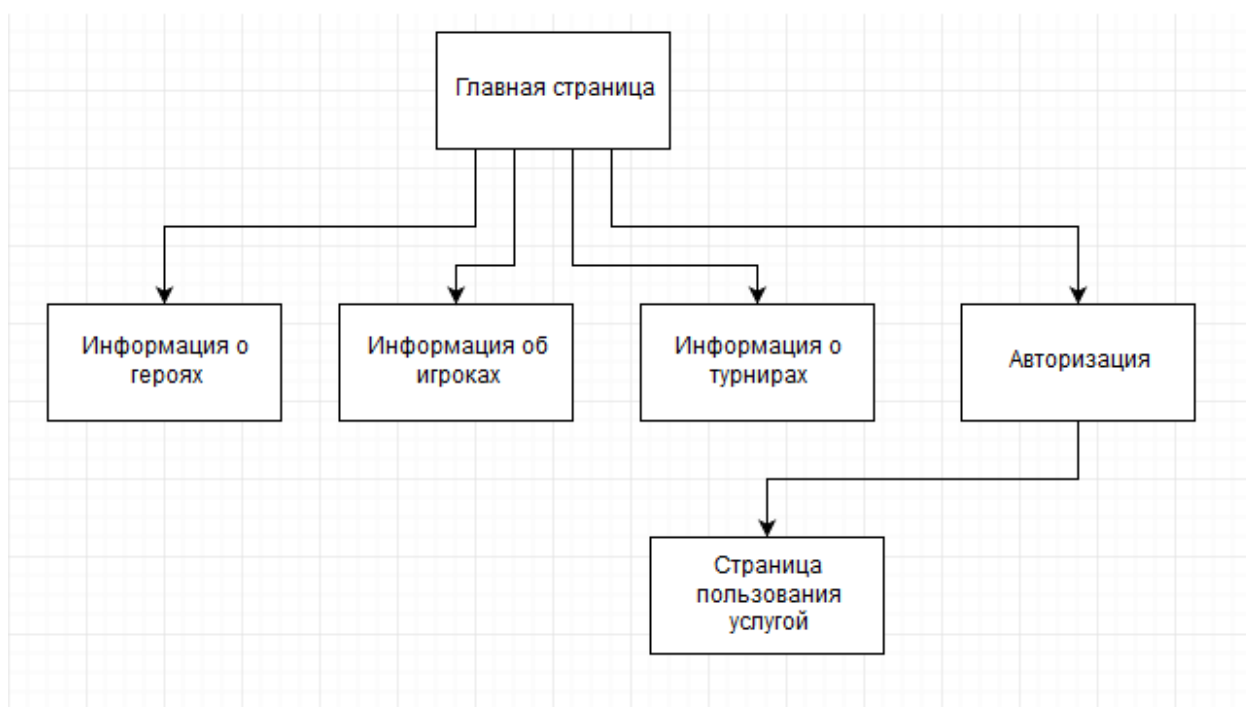 Главная страница
Информация о
героях
Информация об
игроках
Информация о
турнирах
Авторизация
Страница
пользования
услугой